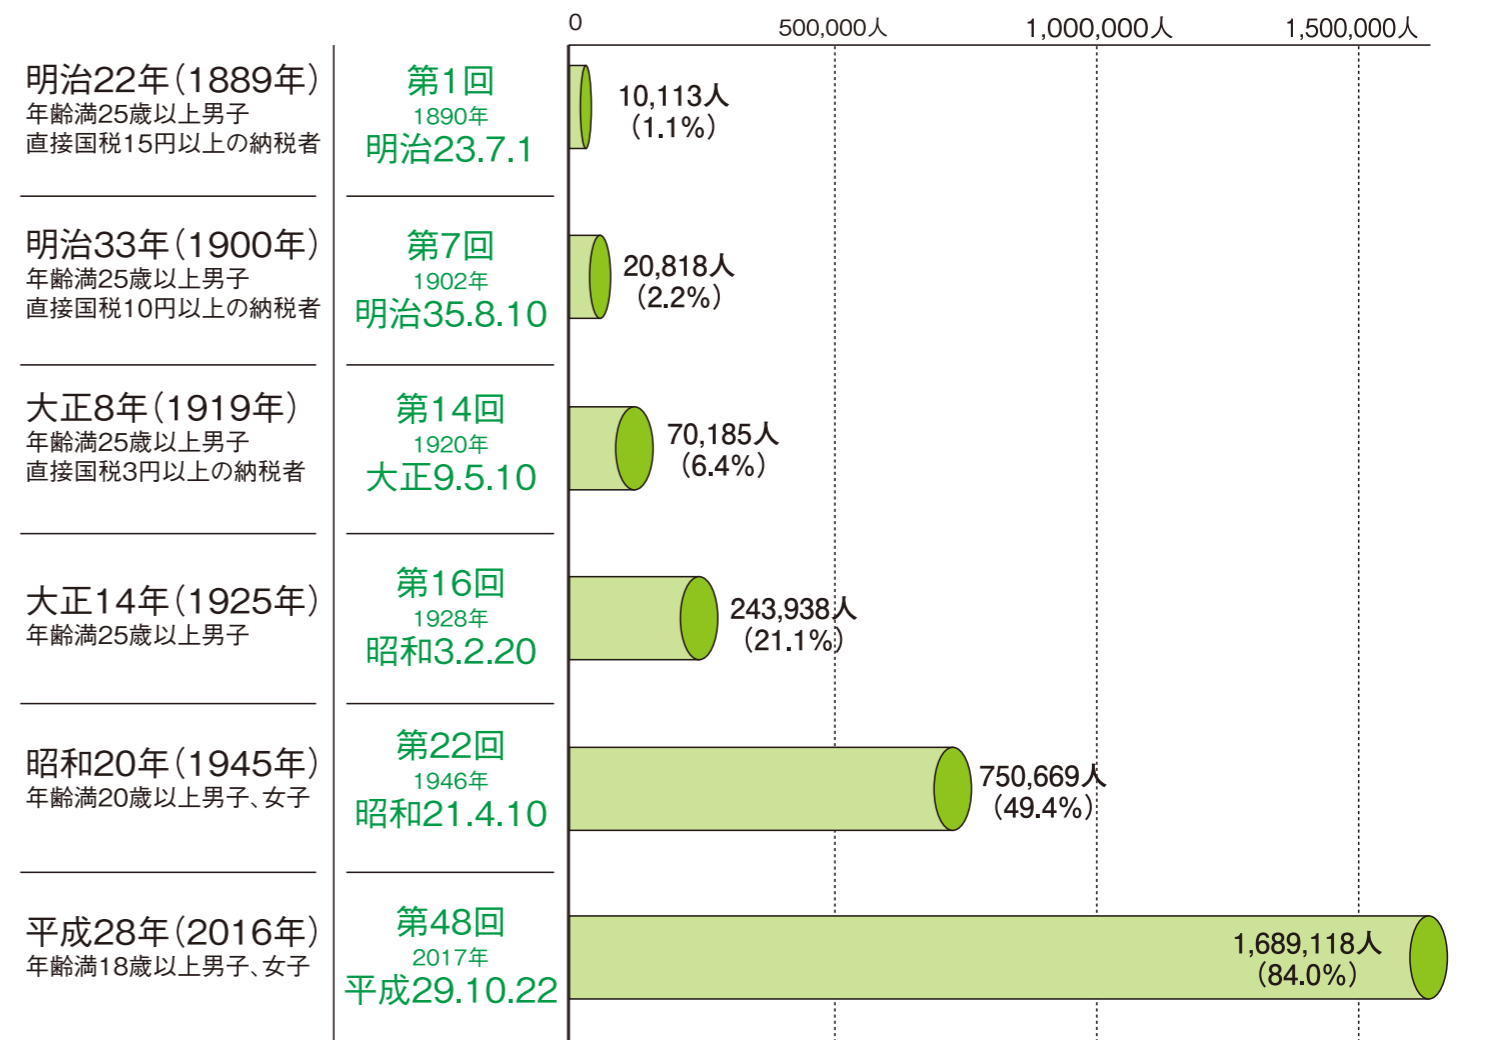 0
500,000人
1,000,000人
1,500,000人
明治22年（1889年）
年齢満25歳以上男子
直接国税15円以上の納税者
第1回
1890年
明治23.7.1
10,113人
（1.1%）
明治33年（1900年）
年齢満25歳以上男子
直接国税10円以上の納税者
第7回
1902年
明治35.8.10
20,818人
（2.2%）
大正8年（1919年）
年齢満25歳以上男子
直接国税3円以上の納税者
第14回
1920年
大正9.5.10
70,185人
（6.4%）
大正14年（1925年）
年齢満25歳以上男子
第16回
1928年
昭和3.2.20
243,938人
（21.1%）
昭和20年（1945年）
年齢満20歳以上男子、女子
第22回
1946年
昭和21.4.10
750,669人
（49.4%）
平成28年（2016年）
年齢満18歳以上男子、女子
第48回
2017年
平成29.10.22
1,689,118人
（84.0%）